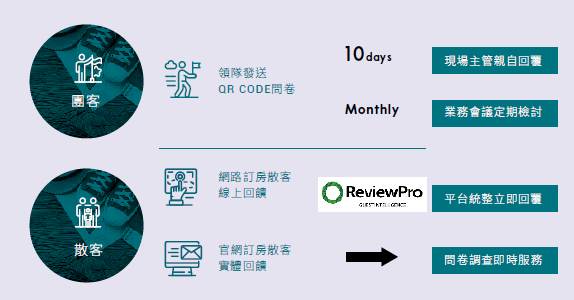 團客
領隊發送
QR CODE問卷
10days
現場主管親自回覆
Monthly
業務會議定期檢討
散客
網路訂房散客
線上回饋
ReviewPro
GUEST INTELLIGENCE
平台統整立即回覆
官網訂房散客
實體回饋
問卷調查即時服務